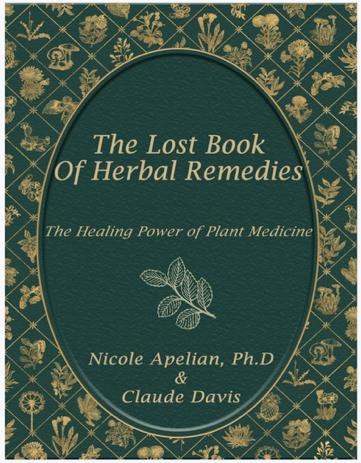 The Lost Book
Of Herbal Remedies
The Healing Power of Plant Medicine
Nicole Apelian, Ph.D
&
Claude Davis